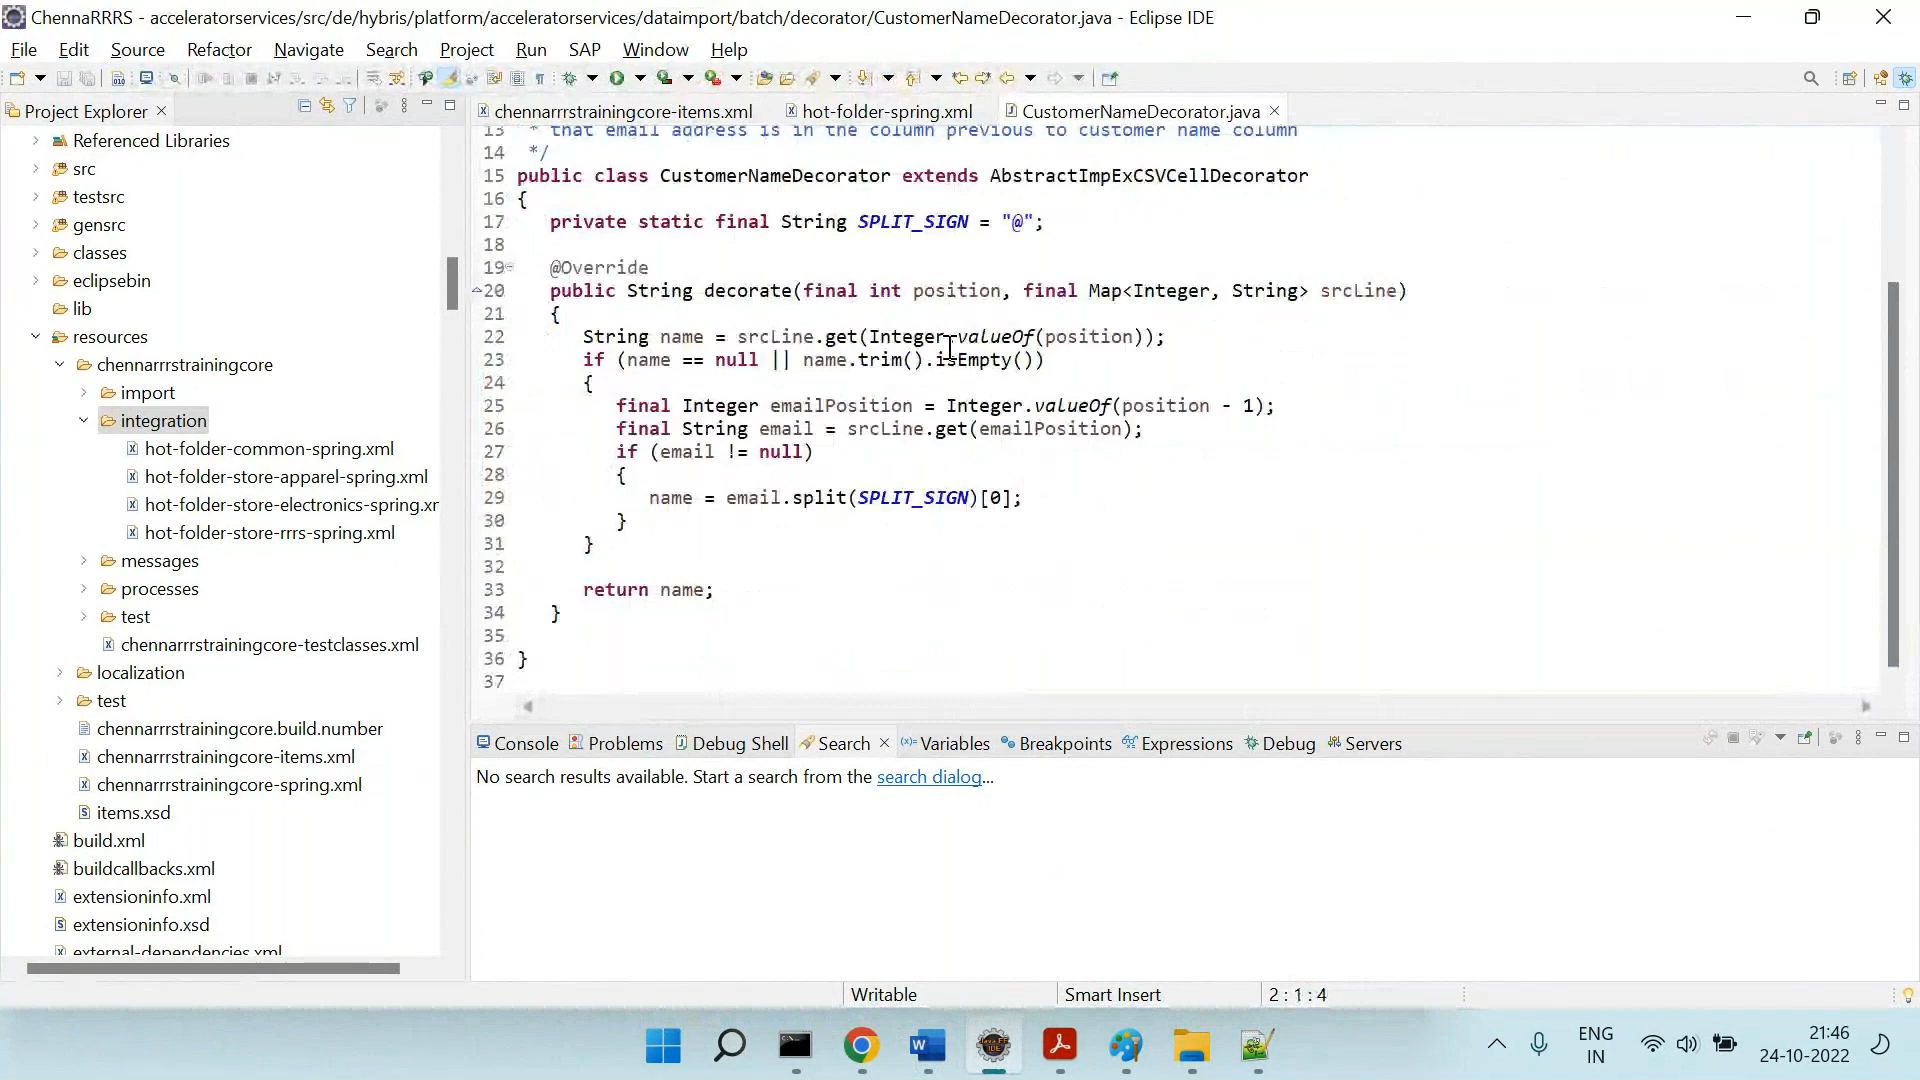 ChennaRRRS - acceleratorservices/src/de/hybris/platform/acceleratorservices/dataimport/batch/decorator/CustomerNameDecorator.java - Eclipse IDE
File Edit Source Refactor Navigate Search Project Run SAP Window Help
Project Explorer
Referenced Libraries
src
testsrc
gensrc
classes
eclipsebin
lib
resources
chennarrrstrainingcore
import
integration
hot-folder-common-spring.xml
hot-folder-store-apparel-spring.xml
hot-folder-store-electronics-spring.xr
hot-folder-store-rrrs-spring.xml
messages
processes
test
chennarrrstrainingcore-testclasses.xml
localization
test
chennarrrstrainingcore.build.number
chennarrrstrainingcore-items.xml
chennarrrstrainingcore-spring.xml
items.xsd
build.xml
buildcallbacks.xml
extensioninfo.xml
extensioninfo.xsd
external-dependencies.xml
chennarrrstrainingcore-items.xml hot-folder-spring.xml CustomerNameDecorator.java
13 * that email address is in the column previous to customer name column
14 */
15 public class CustomerNameDecorator extends AbstractImpExCSVCellDecorator
16 {
17 private static final String SPLIT_SIGN = "@";
18
19 @Override
20 public String decorate(final int position, final Map<Integer, String> srcLine)
21 {
22 String name = srcLine.get(Integer.valueOf(position));
23 if (name == null || name.trim().isEmpty())
24 {
25 final Integer emailPosition = Integer.valueOf(position - 1);
26 final String email = srcLine.get(emailPosition);
27 if (email != null)
28 {
29 name = email.split(SPLIT_SIGN)[0];
30 }
31 }
32
33 return name;
34 }
35
36 }
37
Console Problems Debug Shell Search Variables Breakpoints Expressions Debug Servers
No search results available. Start a search from the search dialog...
Writable Smart Insert 2 : 1 : 4
ENG
IN
21:46
24-10-2022